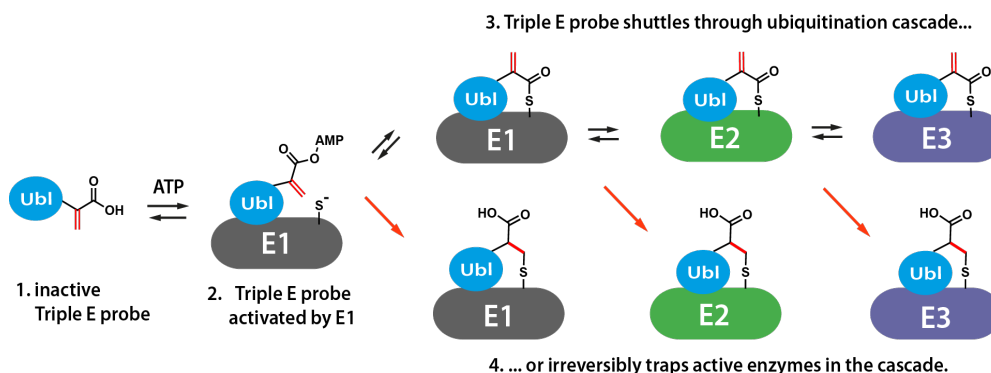 3. Triple E probe shuttles through ubiquitination cascade...
O
Ubl
S
E1
O
Ubl
S
E2
O
Ubl
S
E3
Ubl
O
OH
ATP
O
O
AMP
Ubl
S-
E1
1. inactive
Triple E probe
2. Triple E probe
activated by E1
HO
O
Ubl
S
E1
HO
O
Ubl
S
E2
HO
O
Ubl
S
E3
4. ... or irreversibly traps active enzymes in the cascade.